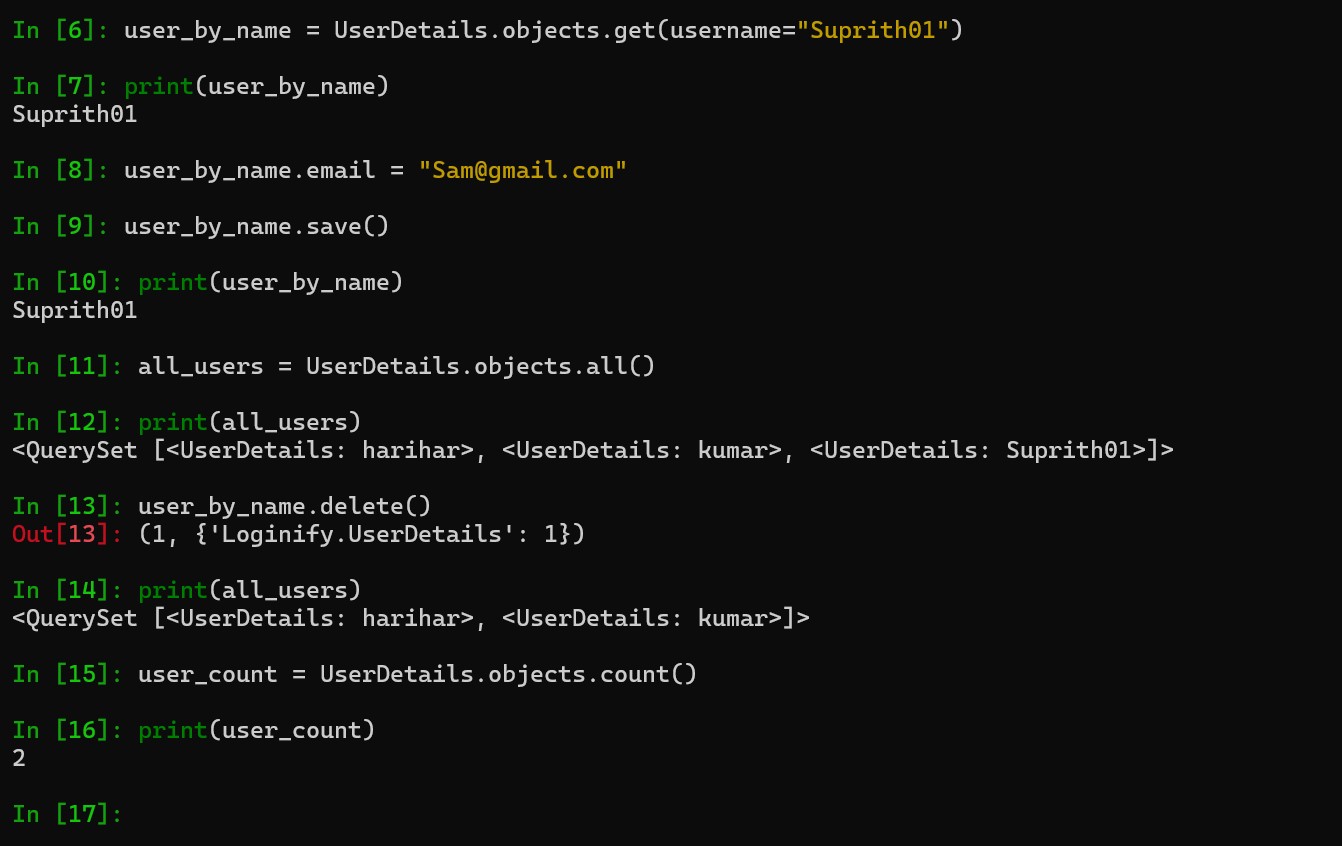 In [6]: user_by_name = UserDetails.objects.get(username="Suprith01")
In [7]: print(user_by_name)
Suprith01
In [8]: user_by_name.email = "Sam@gmail.com"
In [9]: user_by_name.save()
In [10]: print(user_by_name)
Suprith01
In [11]: all_users = UserDetails.objects.all()
In [12]: print(all_users)
<QuerySet [<UserDetails: harihar>, <UserDetails: kumar>, <UserDetails: Suprith01>]>
In [13]: user_by_name.delete()
Out[13]: (1, {'Loginify.UserDetails': 1})
In [14]: print(all_users)
<QuerySet [<UserDetails: harihar>, <UserDetails: kumar>]>
In [15]: user_count = UserDetails.objects.count()
In [16]: print(user_count)
2
In [17]: